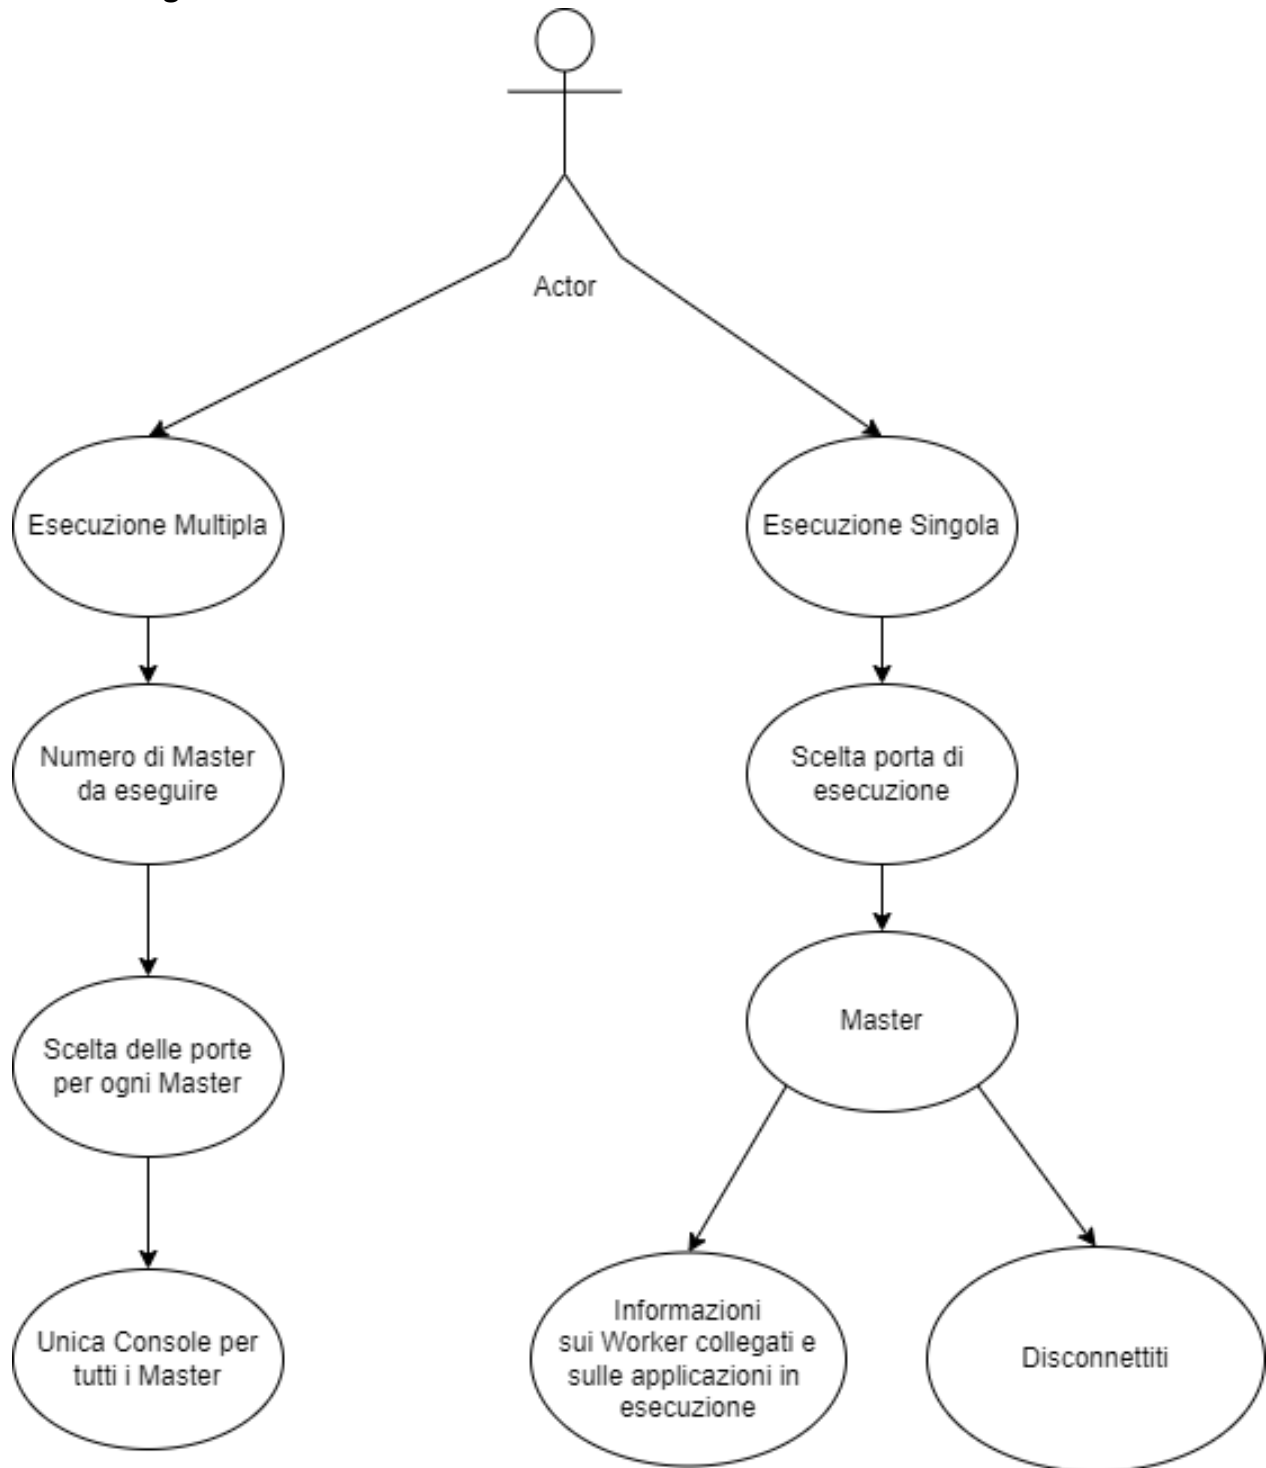 Actor
Esecuzione Multipla
Esecuzione Singola
Numero di Master
da eseguire
Scelta porta di
esecuzione
Scelta delle porte
per ogni Master
Master
Unica Console per
tutti i Master
Informazioni
sui Worker collegati e
sulle applicazioni in
esecuzione
Disconnettiti